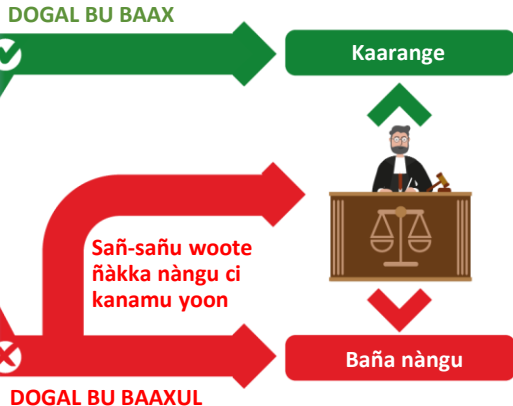 DOGAL BU BAAX
Kaarange
Sañ-sañu woote
ñàkka nàngu ci
kanamu yoon
Baña nàngu
DOGAL BU BAAXUL